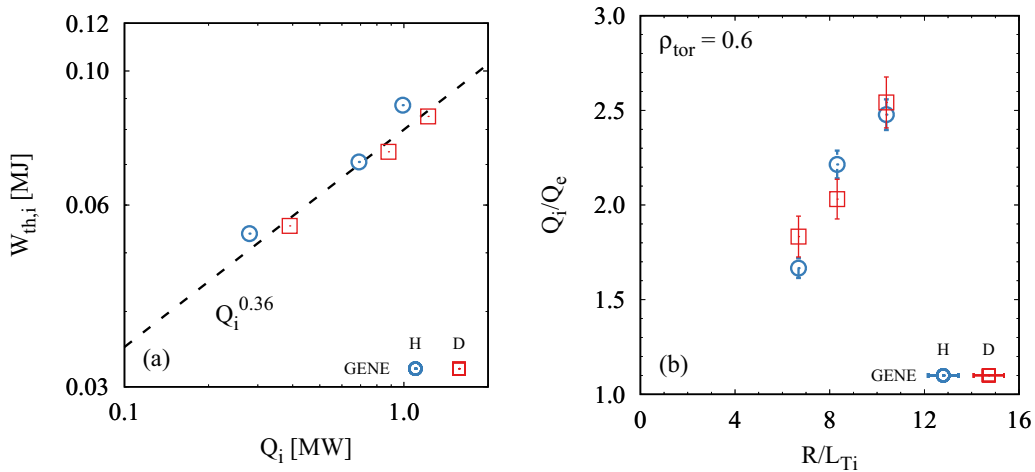 0.12
0.10
0.06
0.03
W_th,i [MJ]
Q_i^0.36
(a)
H D
GENE
0.1 1.0
Q_i [MW]
3.0
2.5
2.0
1.5
1.0
Q_i/Q_e
ρ_tor = 0.6
(b)
H D
GENE
0 4 8 12 16
R/L_Ti